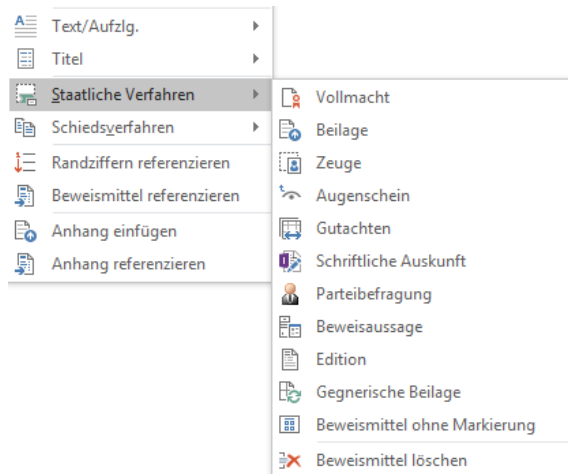 Text/Aufzlg.
Titel
Staatliche Verfahren
Schiedsverfahren
Randziffern referenzieren
Beweismittel referenzieren
Anhang einfügen
Anhang referenzieren
Vollmacht
Beilage
Zeuge
Augenschein
Gutachten
Schriftliche Auskunft
Parteibefragung
Beweisaussage
Edition
Gegnerische Beilage
Beweismittel ohne Markierung
Beweismittel löschen